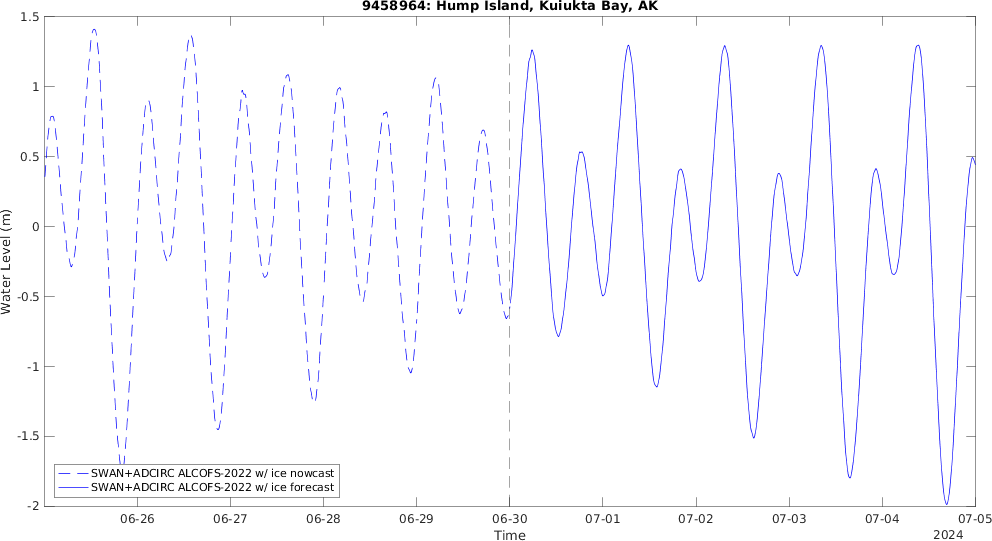 9458964: Hump Island, Kuiukta Bay, AK
1.5
1
0.5
0
-0.5
-1
-1.5
-2
Water Level (m)
SWAN+ADCIRC ALCOFS-2022 w/ ice nowcast
SWAN+ADCIRC ALCOFS-2022 w/ ice forecast
06-26 06-27 06-28 06-29 06-30 07-01 07-02 07-03 07-04 07-05
Time
2024